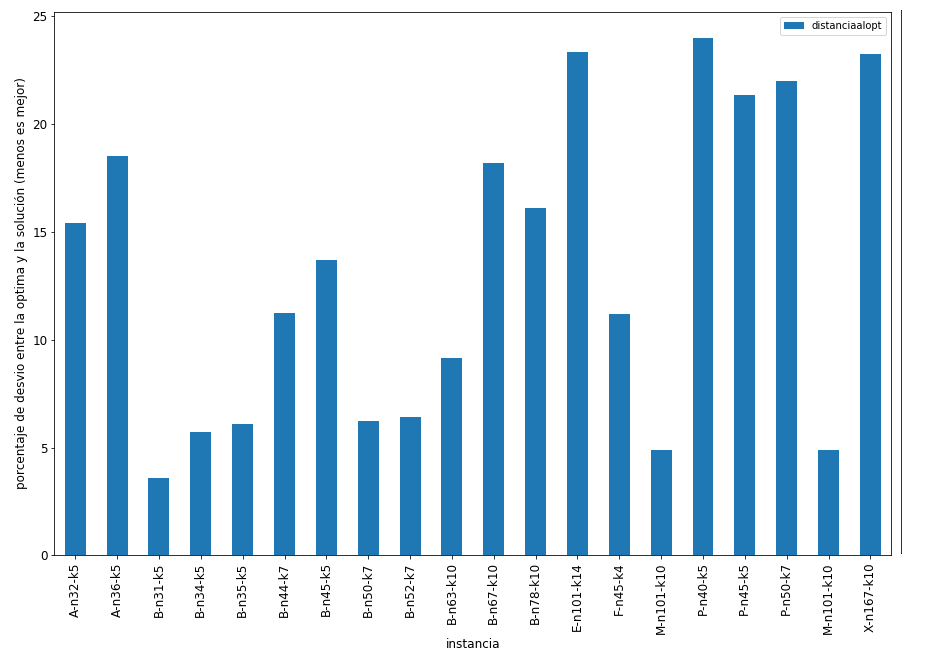 distanciaalopt
porcentaje de desvio entre la optima y la solución (menos es mejor)
25
20
15
10
5
0
A-n32-k5
A-n36-k5
B-n31-k5
B-n34-k5
B-n35-k5
B-n44-k7
B-n45-k5
B-n50-k7
B-n52-k7
B-n63-k10
B-n67-k10
B-n78-k10
E-n101-k14
F-n45-k4
M-n101-k10
P-n40-k5
P-n45-k5
P-n50-k7
M-n101-k10
X-n167-k10
instancia